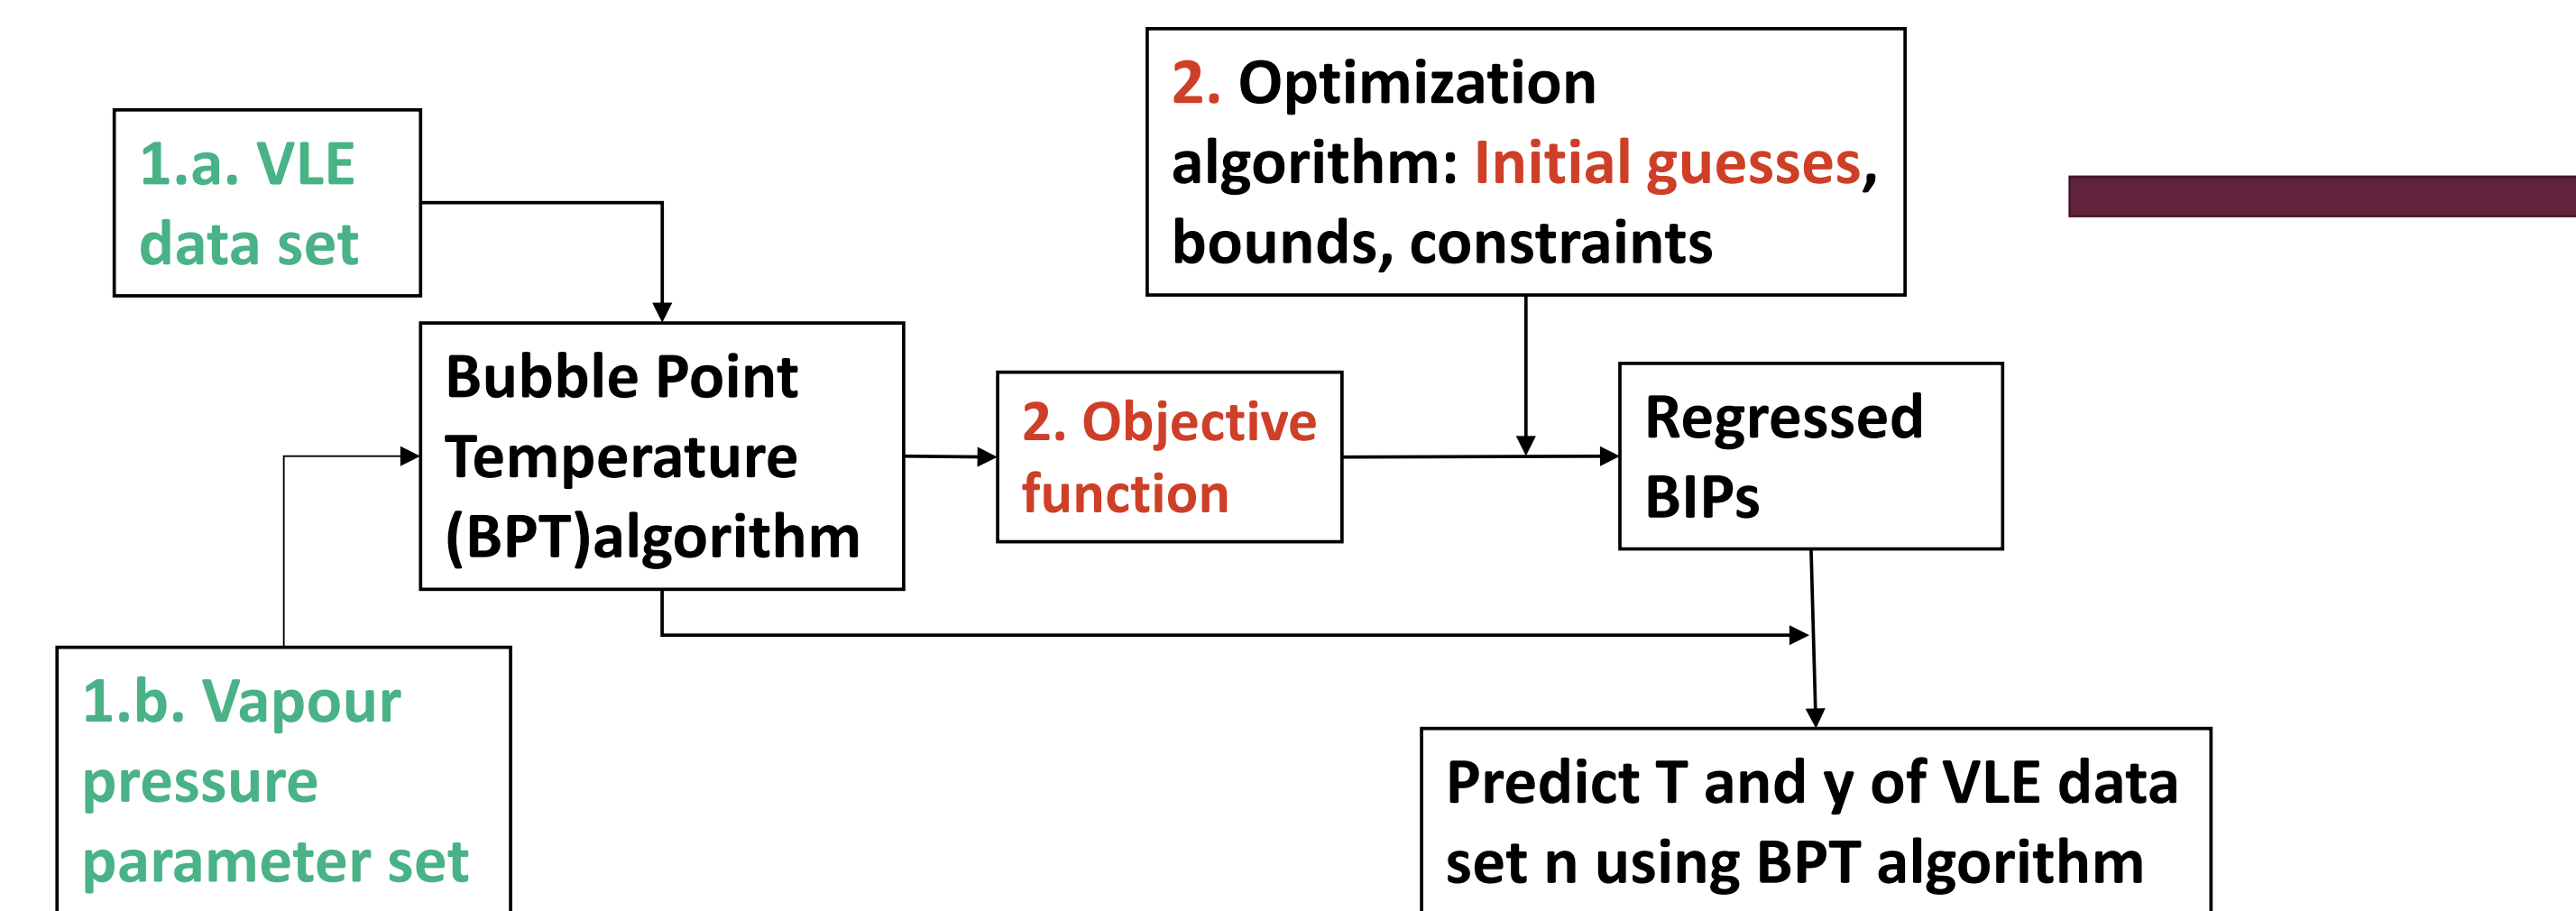 1.a. VLE
data set
2. Optimization
algorithm: Initial guesses,
bounds, constraints
Bubble Point
Temperature
(BPT)algorithm
2. Objective
function
Regressed
BIPs
1.b. Vapour
pressure
parameter set
Predict T and y of VLE data
set n using BPT algorithm